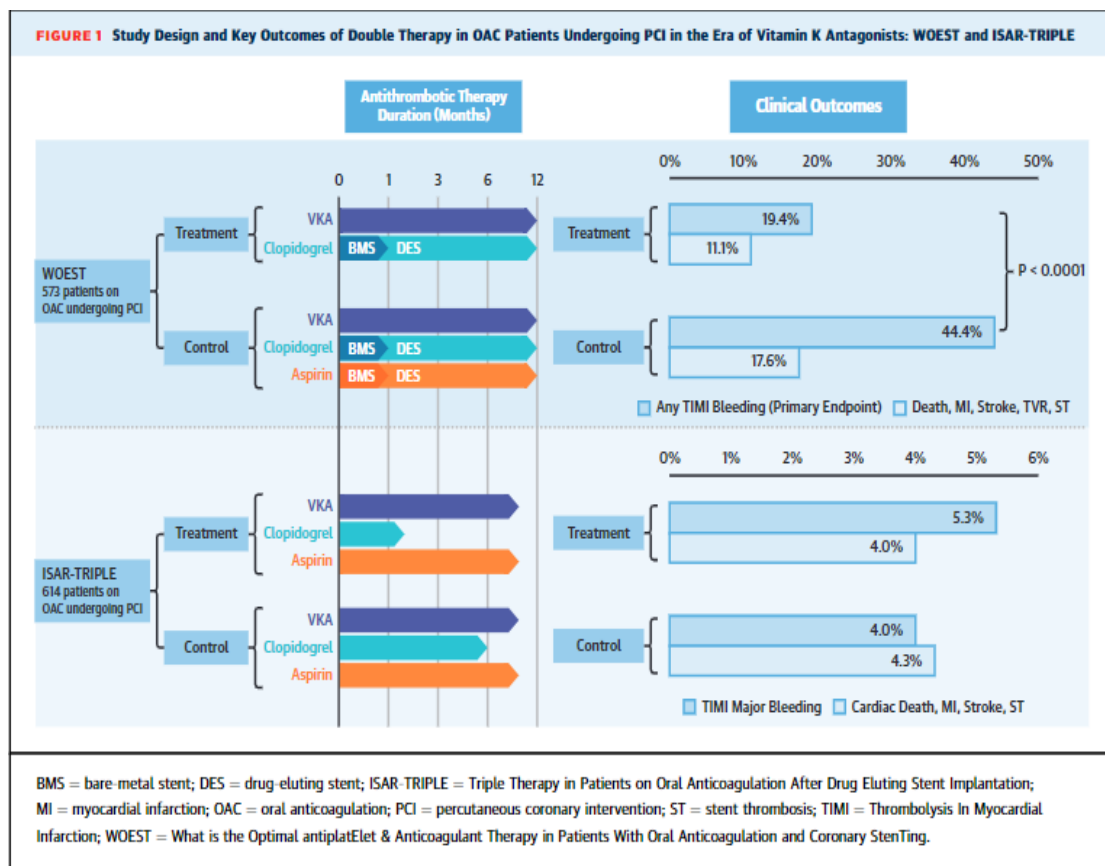 FIGURE 1 Study Design and Key Outcomes of Double Therapy in OAC Patients Undergoing PCI in the Era of Vitamin K Antagonists: WOEST and ISAR-TRIPLE
Antithrombotic Therapy
Duration (Months)
Clinical Outcomes
0 1 3 6 12
0% 10% 20% 30% 40% 50%
WOEST
573 patients on
OAC undergoing PCI
Treatment
VKA
Clopidogrel
BMS DES
Treatment
19.4%
11.1%
P < 0.0001
Control
VKA
Clopidogrel
BMS DES
Aspirin
BMS DES
Control
44.4%
17.6%
Any TIMI Bleeding (Primary Endpoint) Death, MI, Stroke, TVR, ST
0% 1% 2% 3% 4% 5% 6%
ISAR-TRIPLE
614 patients on
OAC undergoing PCI
Treatment
VKA
Clopidogrel
Aspirin
Treatment
5.3%
4.0%
Control
VKA
Clopidogrel
Aspirin
Control
4.0%
4.3%
TIMI Major Bleeding Cardiac Death, MI, Stroke, ST
BMS = bare-metal stent; DES = drug-eluting stent; ISAR-TRIPLE = Triple Therapy in Patients on Oral Anticoagulation After Drug Eluting Stent Implantation;
MI = myocardial infarction; OAC = oral anticoagulation; PCI = percutaneous coronary intervention; ST = stent thrombosis; TIMI = Thrombolysis In Myocardial
Infarction; WOEST = What is the Optimal antiplatElet & Anticoagulant Therapy in Patients With Oral Anticoagulation and Coronary StenTing.